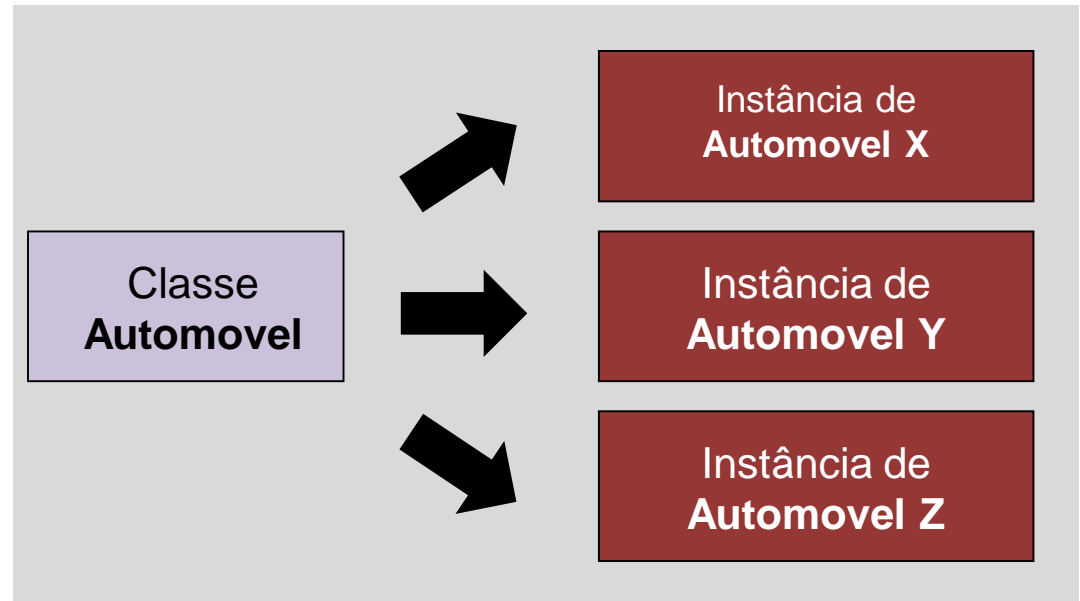 Classe
Automovel
Instância de
Automovel X
Instância de
Automovel Y
Instância de
Automovel Z